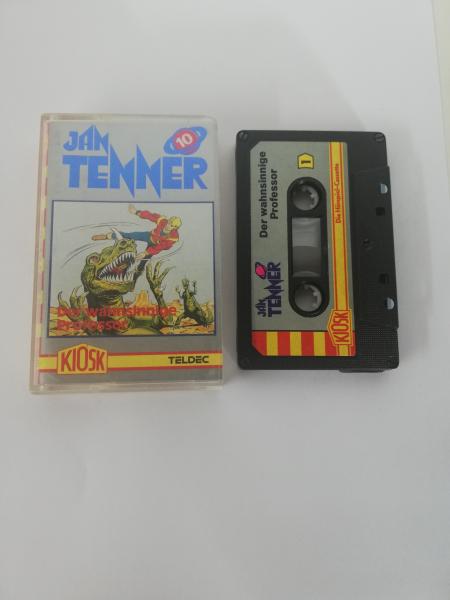 JAN
TENNER
10
Der wahnsinnige
Professor
KIOSK
TELDEC
JAN
TENNER
Der wahnsinnige
Professor
1
Die Hörspiel-Cassette
KIOSK